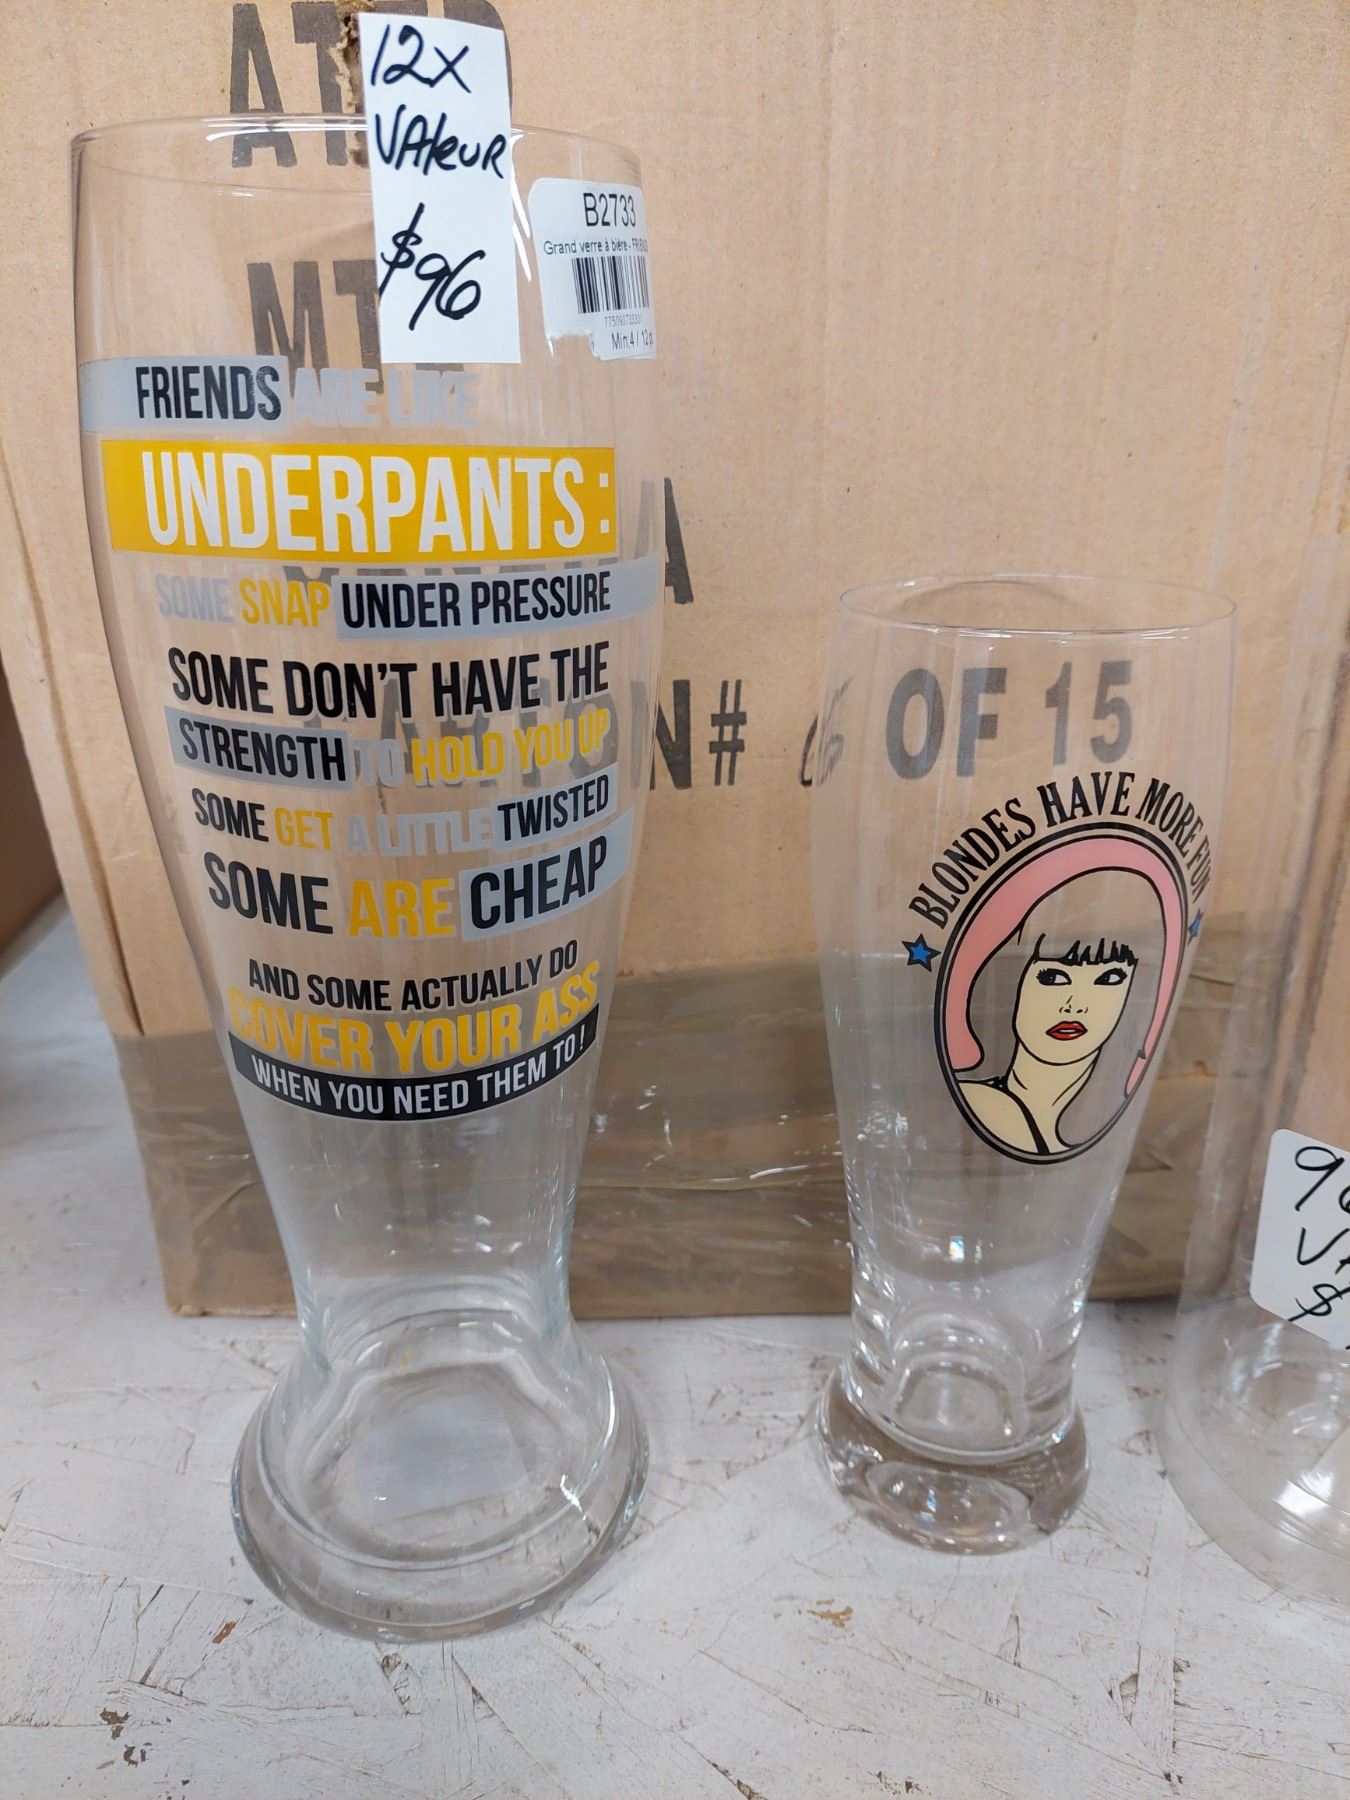 12X
VAleuR
$96
B2733
Grand verre à bière - FRIENDS
Min:4 / 12
FRIENDS ARE LIKE
UNDERPANTS :
SOME SNAP UNDER PRESSURE
SOME DON'T HAVE THE
STRENGTH TO HOLD YOU UP
SOME GET A LITTLE TWISTED
SOME ARE CHEAP
AND SOME ACTUALLY DO
COVER YOUR ASS
WHEN YOU NEED THEM TO!
OF 15
BLONDES HAVE MORE FUN